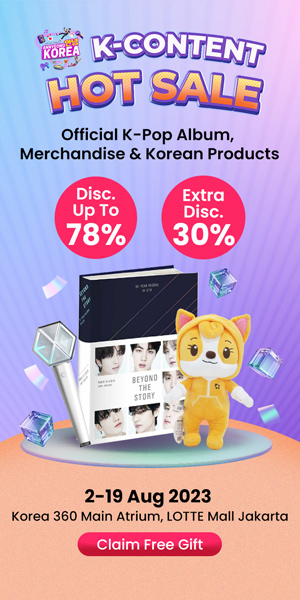 KOREA
K-CONTENT
HOT SALE
Official K-Pop Album,
Merchandise & Korean Products
Disc.
Up To
78%
Extra
Disc.
30%
BEYOND
THE
STORY
BEYOND
THE
STORY
2-19 Aug 2023
Korea 360 Main Atrium, LOTTE Mall Jakarta
Claim Free Gift